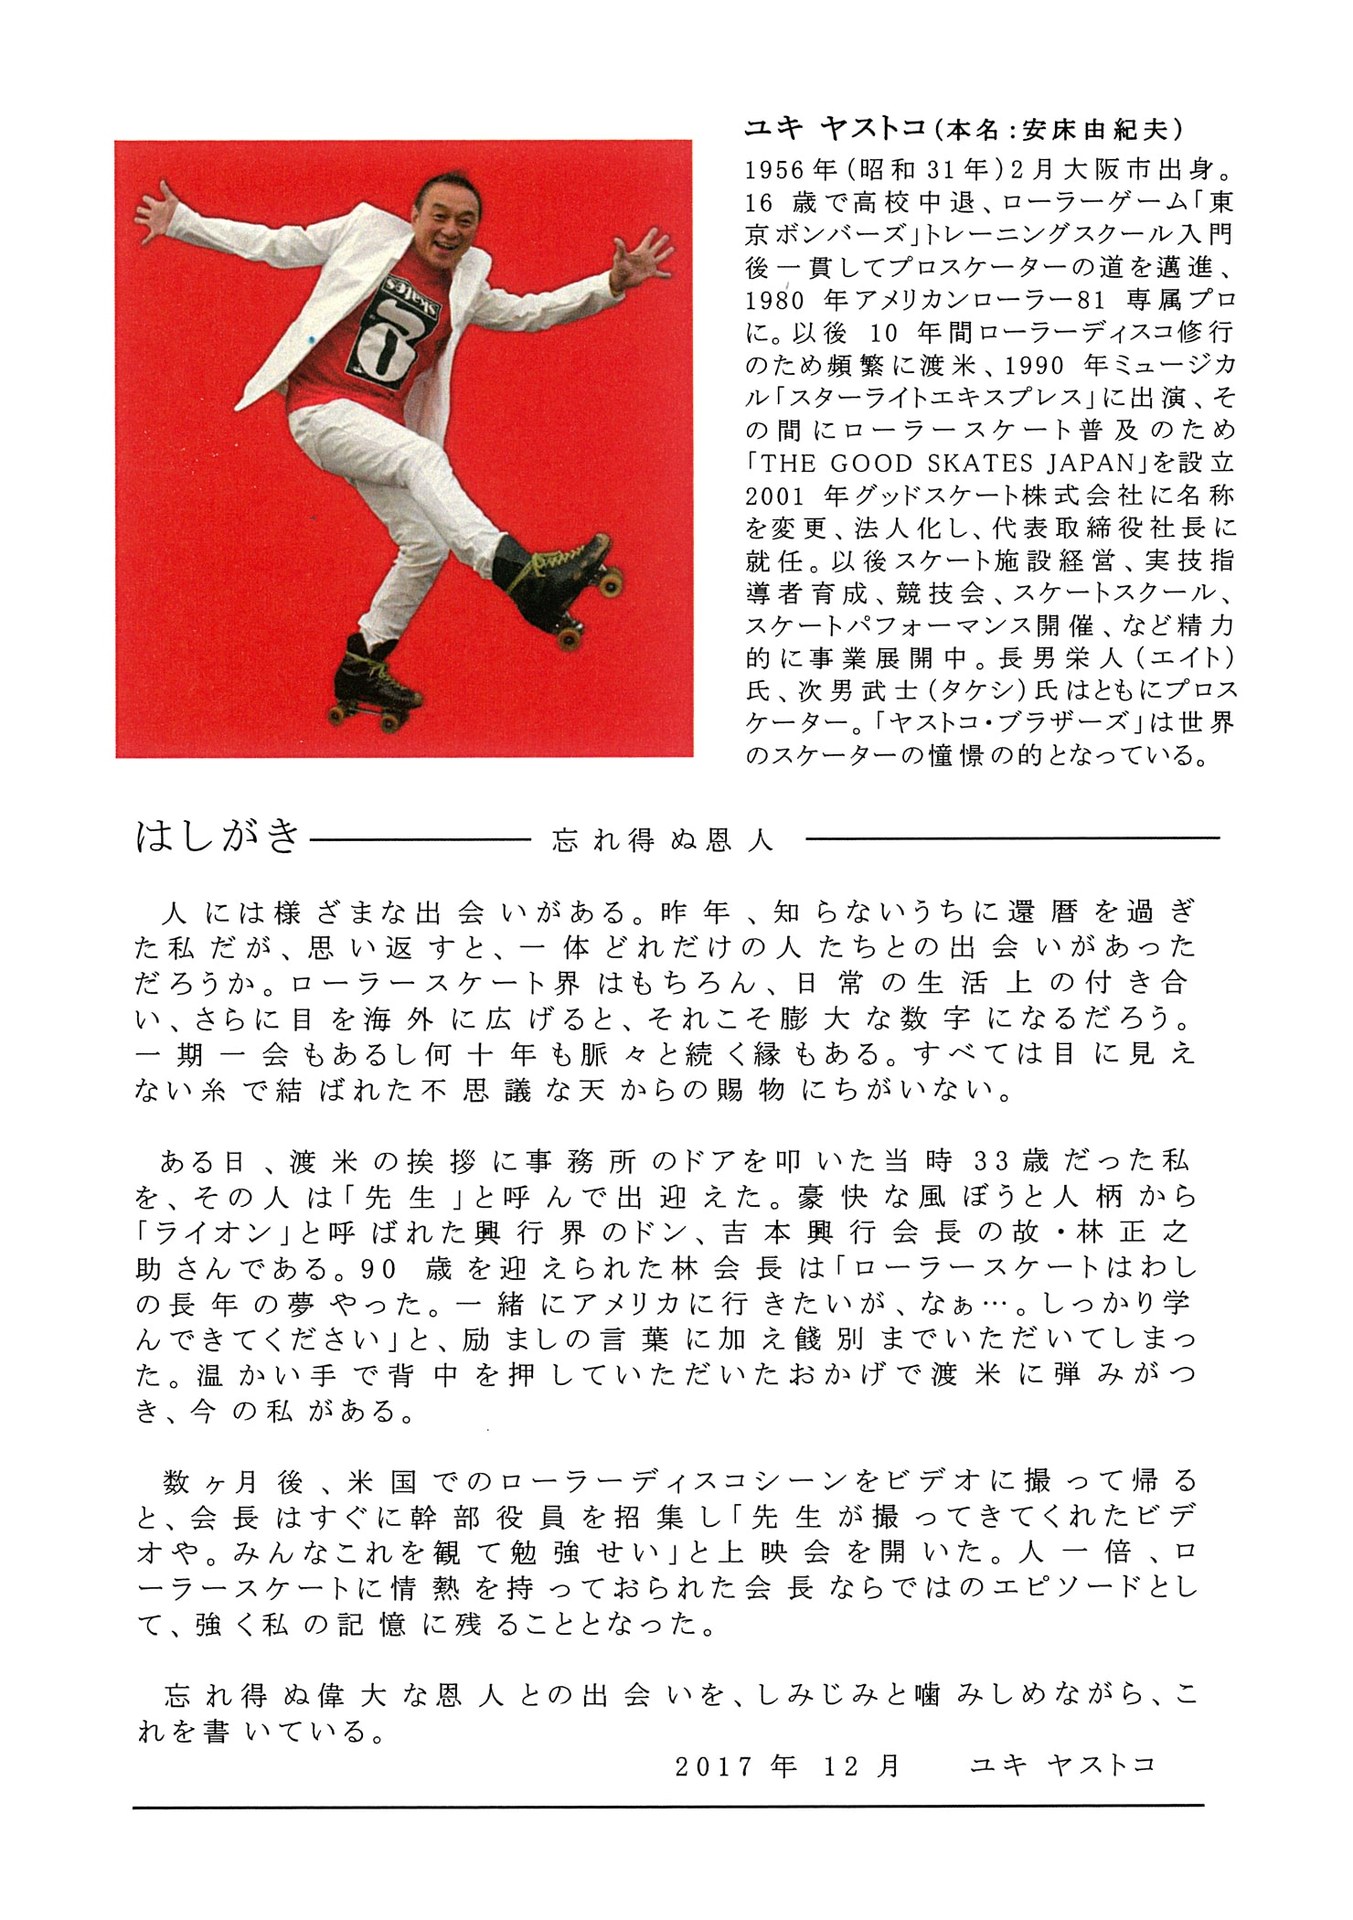 ユキ ヤストコ(本名:安床由紀夫)
1956年(昭和31年)2月大阪市出身。
16 歳で高校中退、ローラーゲーム「東
京ボンバーズ」トレーニングスクール入門
後一貫してプロスケーターの道を邁進、
1980 年アメリカンローラー81 専属プロ
に。以後 10 年間ローラーディスコ修行
のため頻繁に渡米、1990 年ミュージカ
ル「スターライトエキスプレス」に出演、そ
の間にローラースケート普及のため
「THE GOOD SKATES JAPAN」を設立
2001 年グッドスケート株式会社に名称
を変更、法人化し、代表取締役社長に
就任。以後スケート施設経営、実技指
導者育成、競技会、スケートスクール、
スケートパフォーマンス開催、など精力
的に事業展開中。長男栄人(エイト)
氏、次男武士(タケシ)氏はともにプロス
ケーター。「ヤストコ・ブラザーズ」は世界
のスケーターの憧憬の的となっている。
skates
はしがき 忘れ得ぬ恩人
人には様ざまな出会いがある。昨年、知らないうちに還暦を過ぎ
た私だが、思い返すと、一体どれだけの人たちとの出会いがあった
だろうか。ローラースケート界はもちろん、日常の生活上の付き合
い、さらに目を海外に広げると、それこそ膨大な数字になるだろう。
一期一会もあるし何十年も脈々と続く縁もある。すべては目に見え
ない糸で結ばれた不思議な天からの賜物にちがいない。
ある日、渡米の挨拶に事務所のドアを叩いた当時33歳だった私
を、その人は「先生」と呼んで出迎えた。豪快な風ぼうと人柄から
「ライオン」と呼ばれた興行界のドン、吉本興行会長の故・林正之
助さんである。90 歳を迎えられた林会長は「ローラースケートはわし
の長年の夢やった。一緒にアメリカに行きたいが、なぁ…。しっかり学
んできてください」と、励ましの言葉に加え餞別までいただいてしまっ
た。温かい手で背中を押していただいたおかげで渡米に弾みがつ
き、今の私がある。
数ヶ月後、米国でのローラーディスコシーンをビデオに撮って帰る
と、会長はすぐに幹部役員を招集し「先生が撮ってきてくれたビデ
オや。みんなこれを観て勉強せい」と上映会を開いた。人一倍、ロ
ーラースケートに情熱を持っておられた会長ならではのエピソードとし
て、強く私の記憶に残ることとなった。
忘れ得ぬ偉大な恩人との出会いを、しみじみと噛みしめながら、こ
れを書いている。
2017年 12月 ユキ ヤストコ